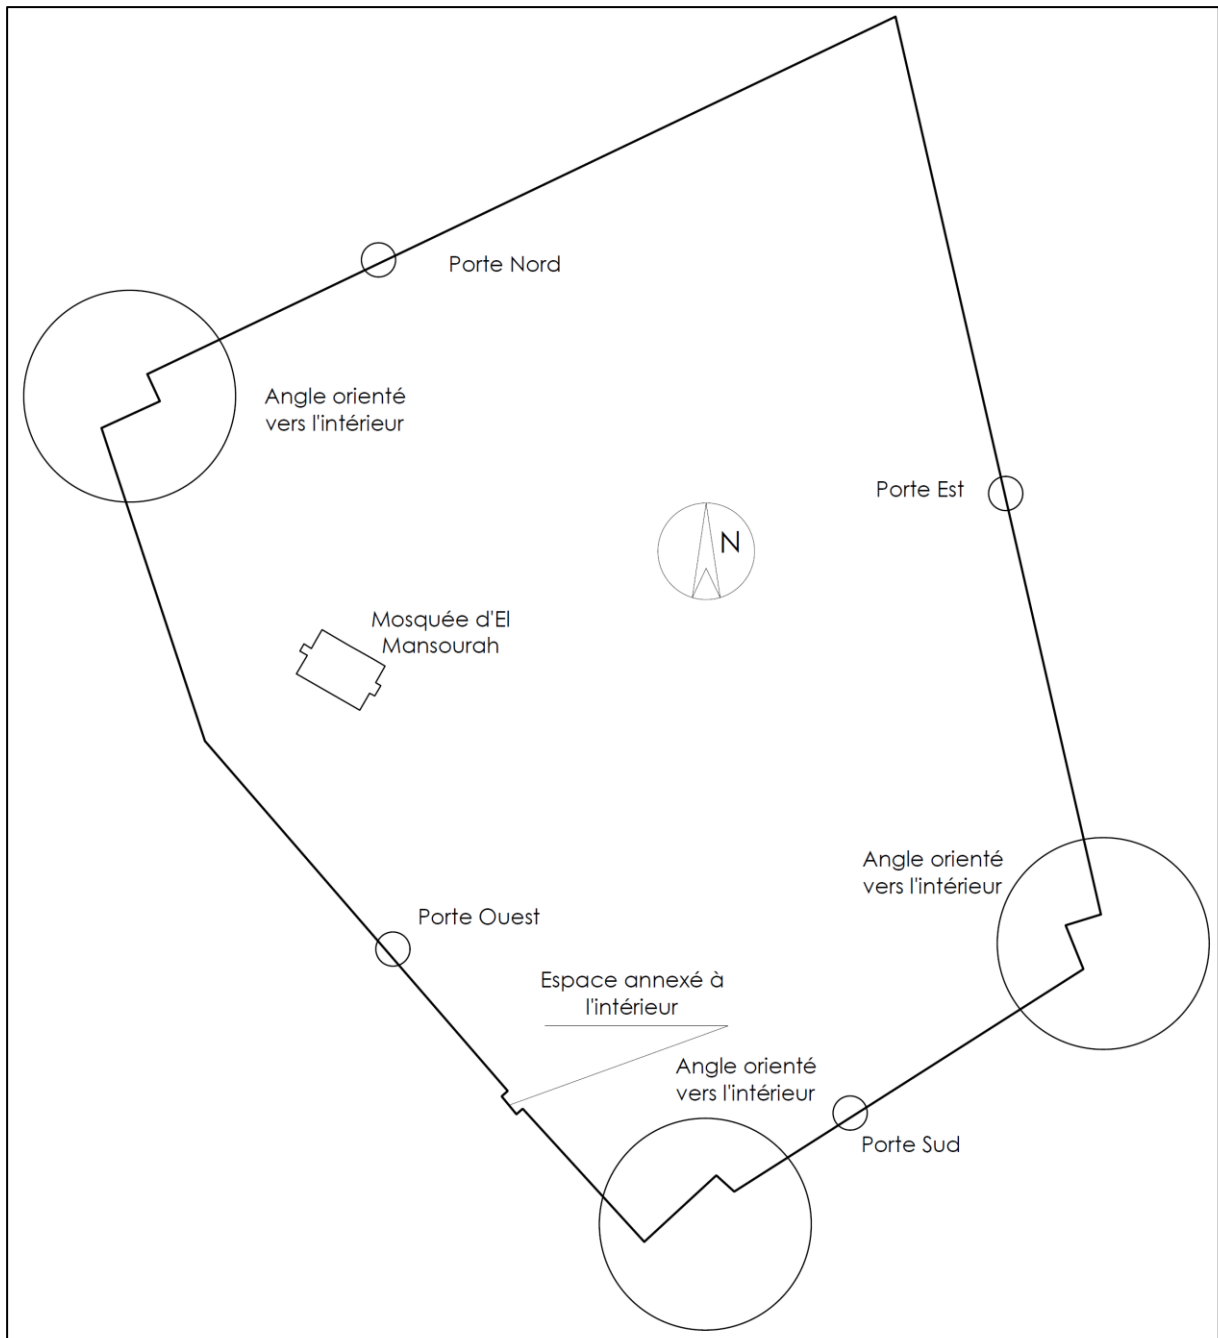 Porte Nord
Angle orienté
vers l'intérieur
Porte Est
N
Mosquée d'El
Mansourah
Angle orienté
vers l'intérieur
Porte Ouest
Espace annexé à
l'intérieur
Angle orienté
vers l'intérieur
Porte Sud